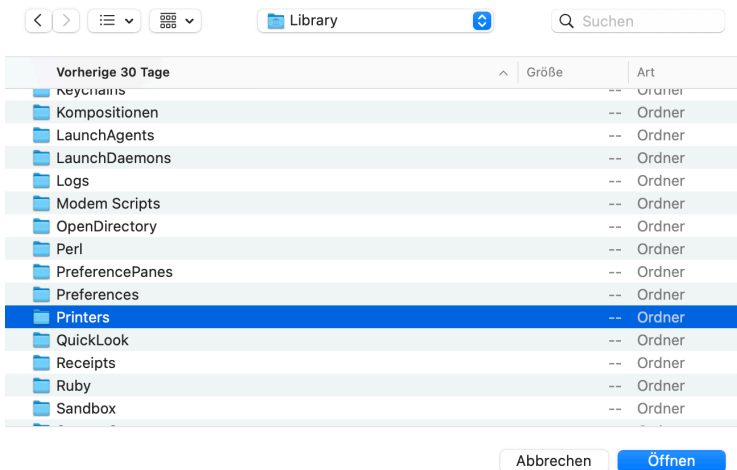 Library
Suchen
Vorherige 30 Tage Größe Art
Keychains -- Ordner
Kompositionen -- Ordner
LaunchAgents -- Ordner
LaunchDaemons -- Ordner
Logs -- Ordner
Modem Scripts -- Ordner
OpenDirectory -- Ordner
Perl -- Ordner
PreferencePanes -- Ordner
Preferences -- Ordner
Printers -- Ordner
QuickLook -- Ordner
Receipts -- Ordner
Ruby -- Ordner
Sandbox -- Ordner
Abbrechen Öffnen